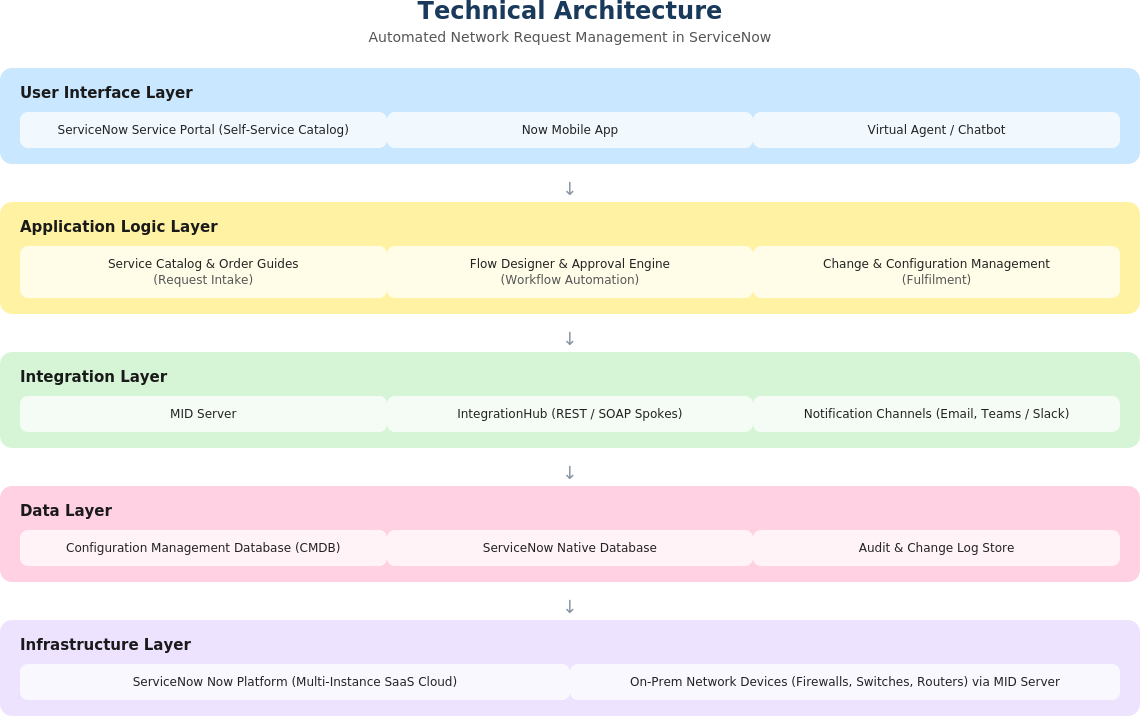 Technical Architecture
Automated Network Request Management in ServiceNow
User Interface Layer
ServiceNow Service Portal (Self-Service Catalog)
Now Mobile App
Virtual Agent / Chatbot
↓
Application Logic Layer
Service Catalog & Order Guides
(Request Intake)
Flow Designer & Approval Engine
(Workflow Automation)
Change & Configuration Management
(Fulfilment)
↓
Integration Layer
MID Server
IntegrationHub (REST / SOAP Spokes)
Notification Channels (Email, Teams / Slack)
↓
Data Layer
Configuration Management Database (CMDB)
ServiceNow Native Database
Audit & Change Log Store
↓
Infrastructure Layer
ServiceNow Now Platform (Multi-Instance SaaS Cloud)
On-Prem Network Devices (Firewalls, Switches, Routers) via MID Server